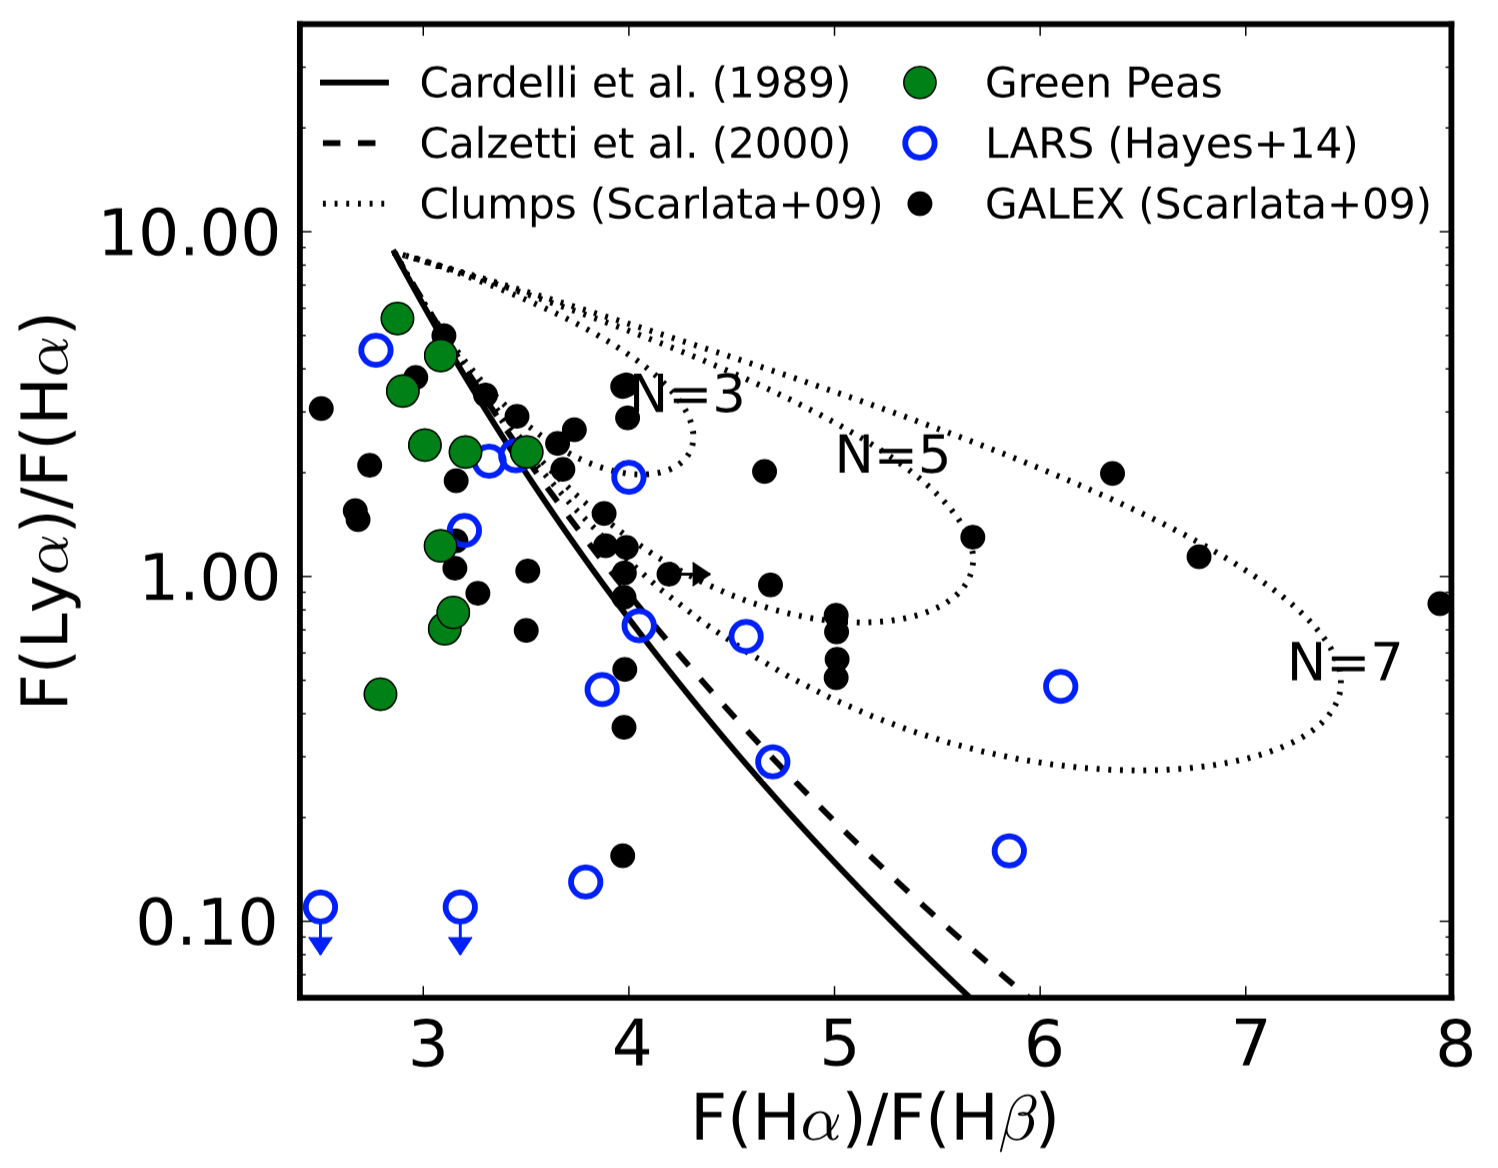 Cardelli et al. (1989)
Calzetti et al. (2000)
Clumps (Scarlata+09)
Green Peas
LARS (Hayes+14)
GALEX (Scarlata+09)
F(Lyα)/F(Hα)
10.00
1.00
0.10
N=3
N=5
N=7
3 4 5 6 7 8
F(Hα)/F(Hβ)